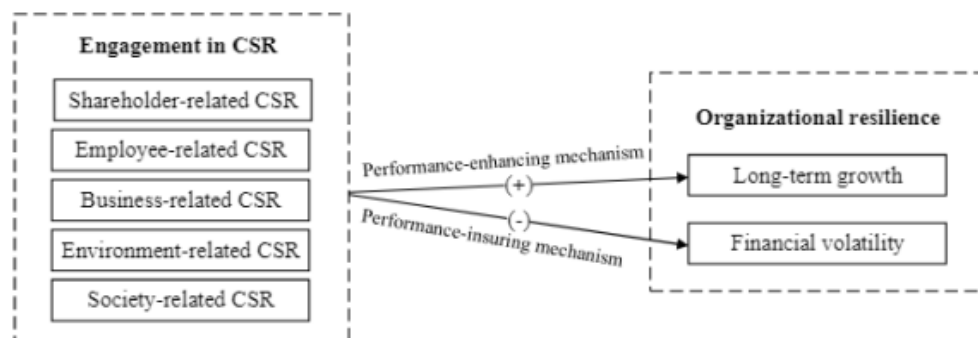 Engagement in CSR
Shareholder-related CSR
Employee-related CSR
Business-related CSR
Environment-related CSR
Society-related CSR
Performance-enhancing mechanism
(+)
(-)
Performance-insuring mechanism
Organizational resilience
Long-term growth
Financial volatility